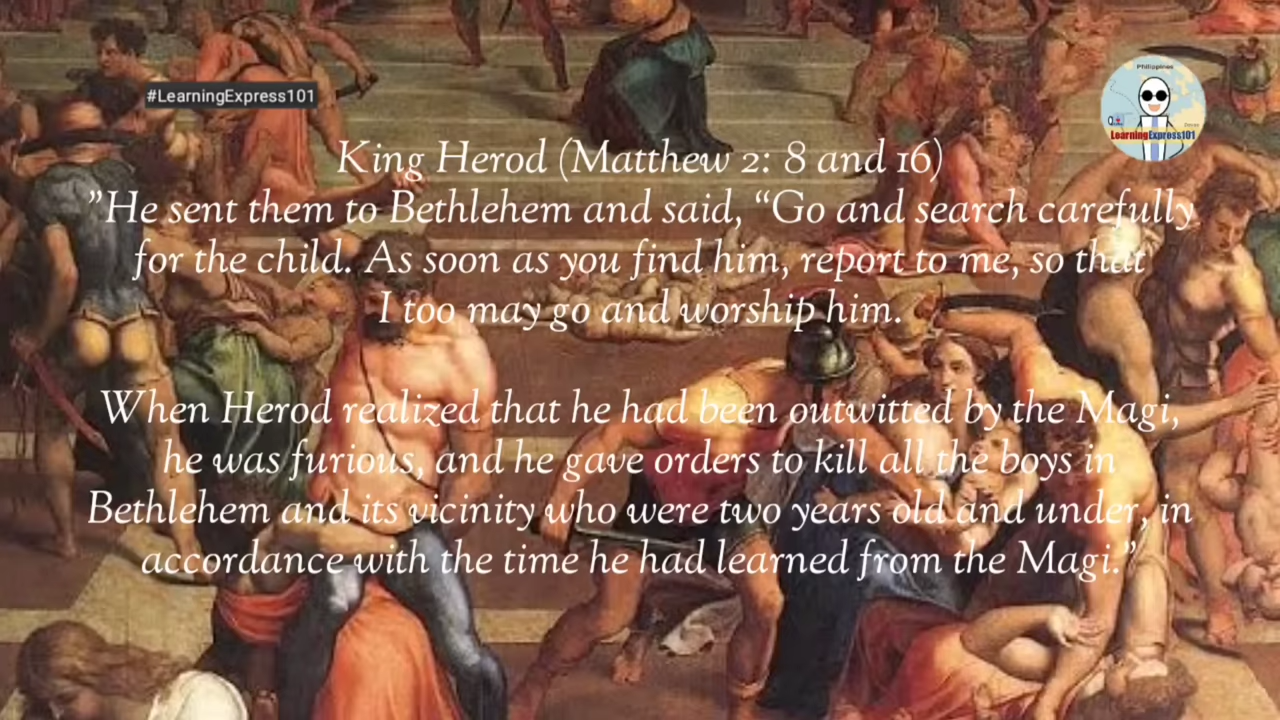 #LearningExpress101
Philippines
LearningExpress101
King Herod (Matthew 2: 8 and 16)
”He sent them to Bethlehem and said, “Go and search carefully
for the child. As soon as you find him, report to me, so that
I too may go and worship him.
When Herod realized that he had been outwitted by the Magi,
he was furious, and he gave orders to kill all the boys in
Bethlehem and its vicinity who were two years old and under, in
accordance with the time he had learned from the Magi.”